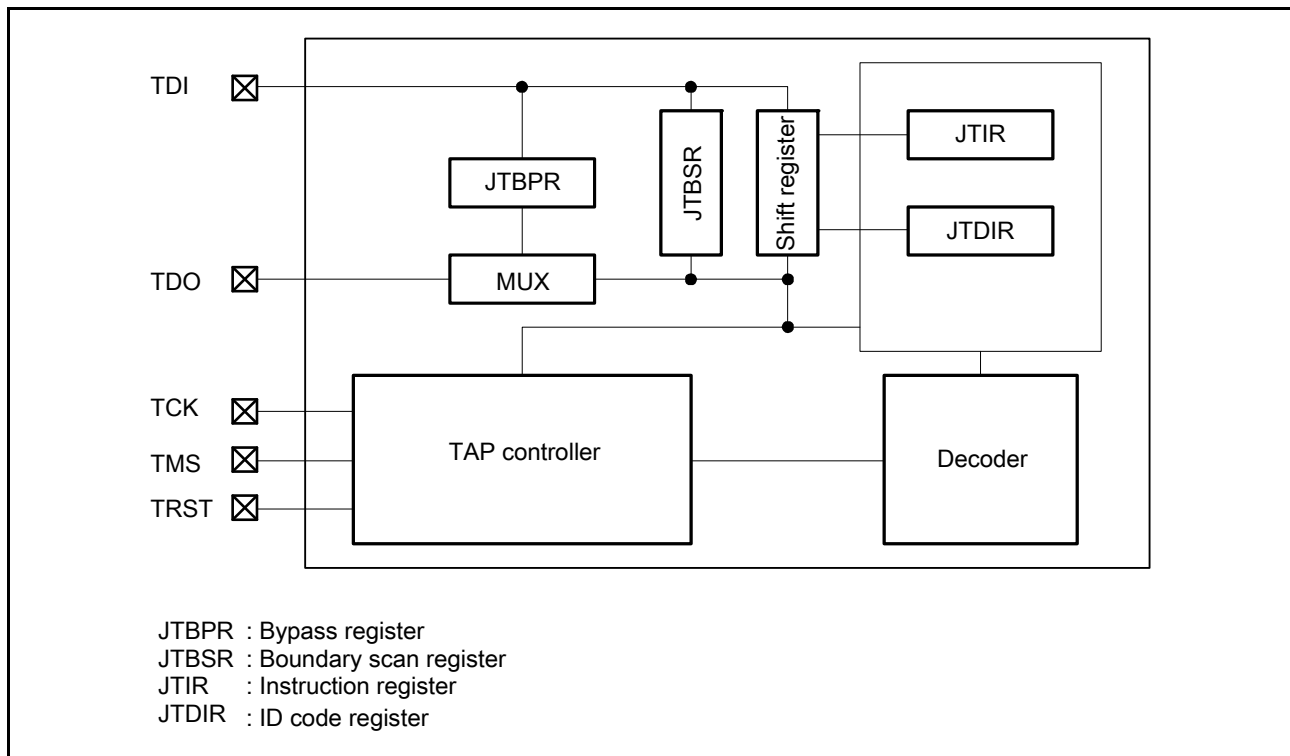 TDI
JTIR
JTBPR
JTBSR
Shift register
JTDIR
TDO
MUX
TCK
TMS
TRST
TAP controller
Decoder
JTBPR : Bypass register
JTBSR : Boundary scan register
JTIR : Instruction register
JTDIR : ID code register